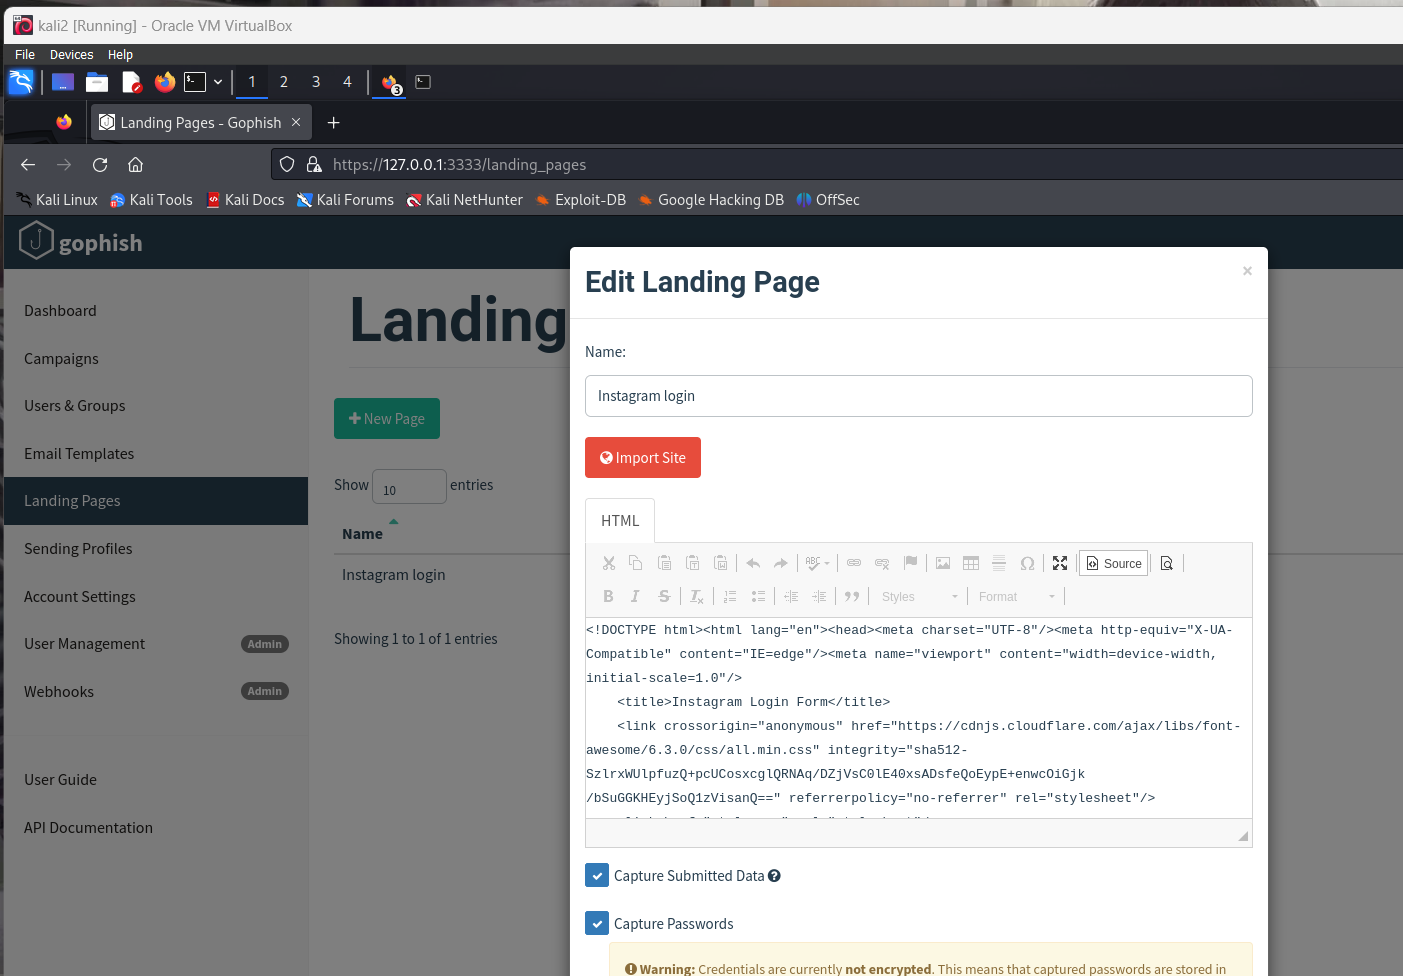 kali2 [Running] - Oracle VM VirtualBox
File Devices Help
1 2 3 4 3
Landing Pages - Gophish
https://127.0.0.1:3333/landing_pages
Kali Linux Kali Tools Kali Docs Kali Forums Kali NetHunter Exploit-DB Google Hacking DB OffSec
gophish
Dashboard
Campaigns
Users & Groups
Email Templates
Landing Pages
Sending Profiles
Account Settings
User Management Admin
Webhooks Admin
User Guide
API Documentation
Landing
New Page
Show 10 entries
Name
Instagram login
Showing 1 to 1 of 1 entries
Edit Landing Page
Name:
Instagram login
Import Site
HTML
ABC Source
B I S Styles Format
<!DOCTYPE html><html lang="en"><head><meta charset="UTF-8"/><meta http-equiv="X-UA-
Compatible" content="IE=edge"/><meta name="viewport" content="width=device-width,
initial-scale=1.0"/>
<title>Instagram Login Form</title>
<link crossorigin="anonymous" href="https://cdnjs.cloudflare.com/ajax/libs/font-
awesome/6.3.0/css/all.min.css" integrity="sha512-
SzlrxWUlpfuzQ+pcUCosxcglQRNAq/DZjVsC0lE40xsADsfeQoEypE+enwcOiGjk
/bSuGGKHEyjSoQ1zVisanQ==" referrerpolicy="no-referrer" rel="stylesheet"/>
Capture Submitted Data
Capture Passwords
Warning: Credentials are currently not encrypted. This means that captured passwords are stored in